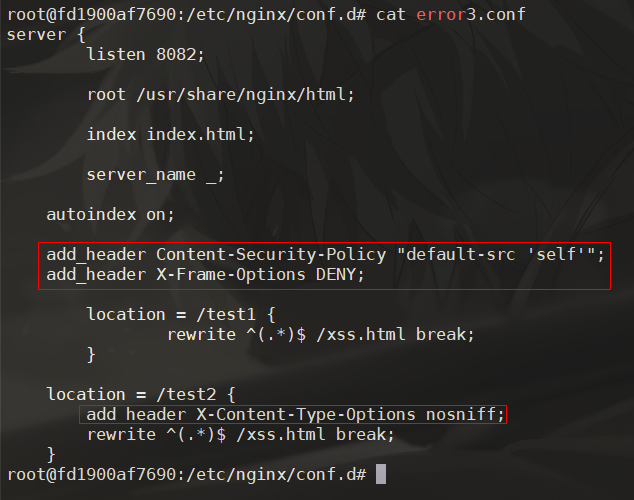 root@fd1900af7690:/etc/nginx/conf.d# cat error3.conf
server {
        listen 8082;
        root /usr/share/nginx/html;
        index index.html;
        server_name _;
    autoindex on;
    add_header Content-Security-Policy "default-src 'self'";
    add_header X-Frame-Options DENY;
        location = /test1 {
                rewrite ^(.*)$ /xss.html break;
        }
    location = /test2 {
        add_header X-Content-Type-Options nosniff;
        rewrite ^(.*)$ /xss.html break;
    }
root@fd1900af7690:/etc/nginx/conf.d#